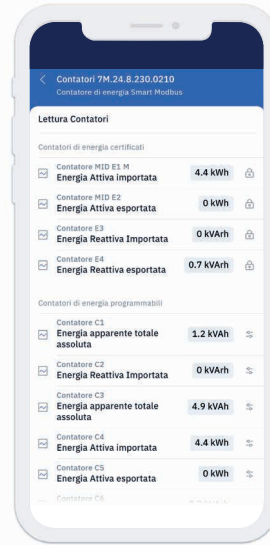 Contatori 7M.24.8.230.0210
Contatore di energia Smart Modbus
Lettura Contatori
Contatori di energia certificati
Contatore MID E1 M
Energia Attiva importata
4.4 kWh
Contatore MID E2
Energia Attiva esportata
0 kWh
Contatore E3
Energia Reattiva Importata
0 kVArh
Contatore E4
Energia Reattiva esportata
0.7 kVArh
Contatori di energia programmabili
Contatore C1
Energia apparente totale
assoluta
1.2 kVAh
Contatore C2
Energia Reattiva Importata
0 kVArh
Contatore C3
Energia apparente totale
assoluta
4.9 kVAh
Contatore C4
Energia Attiva importata
4.4 kWh
Contatore C5
Energia Attiva esportata
0 kWh
Contatore C6